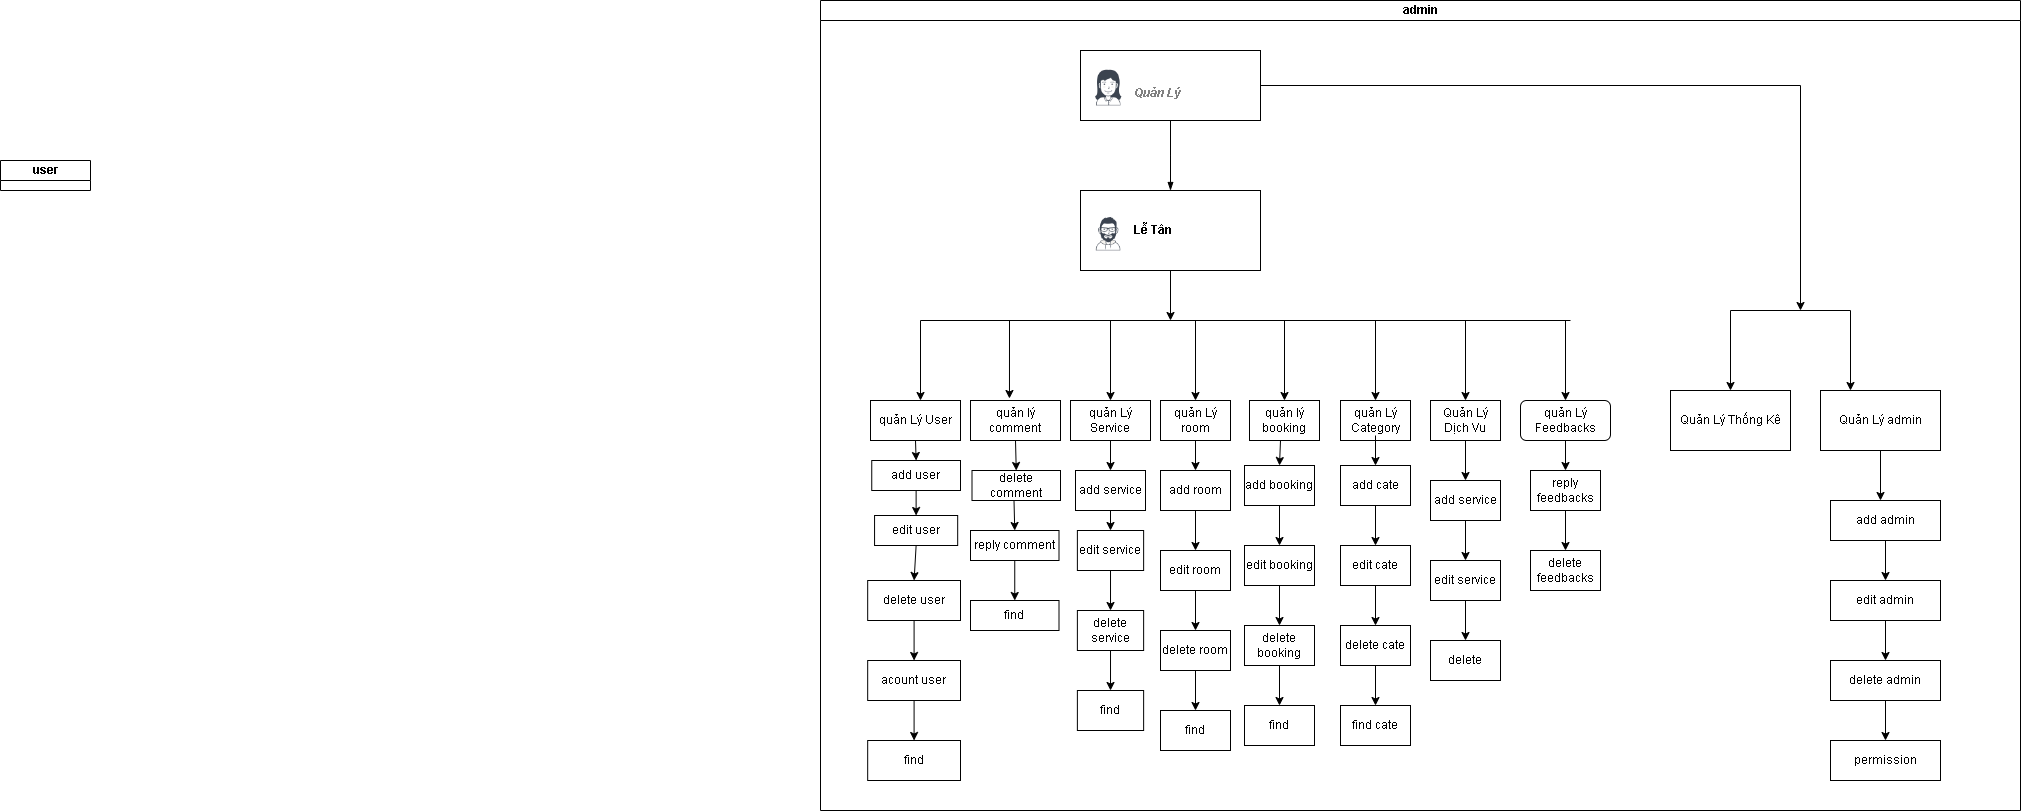 admin
Quản Lý
user
Lễ Tân
quản Lý User
add user
edit user
delete user
acount user
find
quản lý
comment
delete
comment
reply comment
find
quản Lý
Service
add service
edit service
delete
service
find
quản Lý
room
add room
edit room
delete room
find
quản lý
booking
add booking
edit booking
delete
booking
find
quản Lý
Category
add cate
edit cate
delete cate
find cate
Quản Lý
Dịch Vu
add service
edit service
delete
quản Lý
Feedbacks
reply
feedbacks
delete
feedbacks
Quản Lý Thống Kê
Quản Lý admin
add admin
edit admin
delete admin
permission